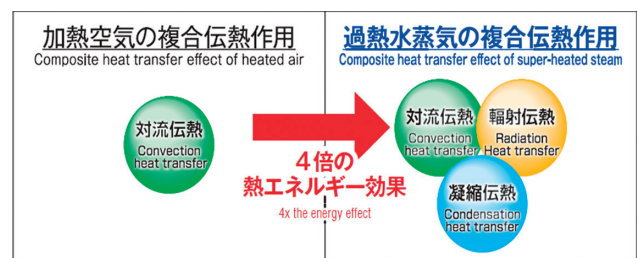 加熱空気の複合伝熱作用
Composite heat transfer effect of heated air
対流伝熱
Convection
heat transfer
4倍の
熱エネルギー効果
4x the energy effect
過熱水蒸気の複合伝熱作用
Composite heat transfer effect of super-heated steam
対流伝熱
Convection
heat transfer
輻射伝熱
Radiation
Heat transfer
凝縮伝熱
Condensation
heat transfer